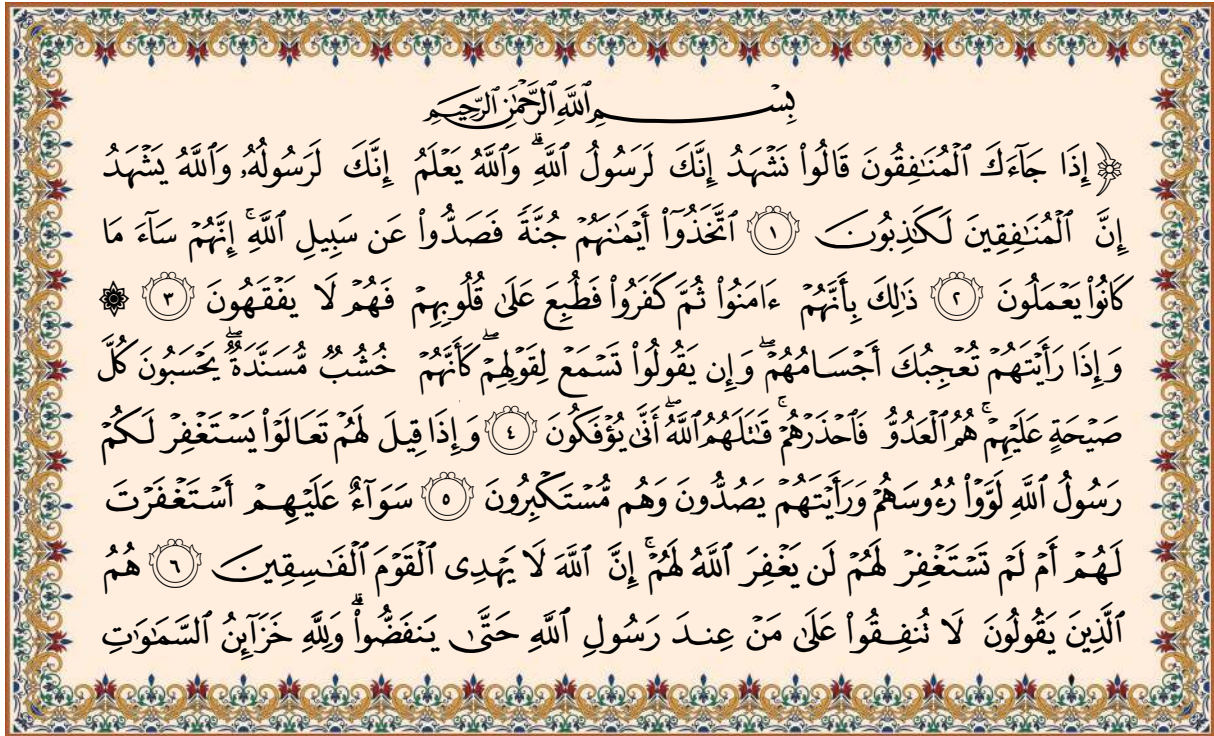 بِسْمِ ٱللَّهِ ٱلرَّحْمَٰنِ ٱلرَّحِيمِ
﴿ إِذَا جَآءَكَ ٱلْمُنَٰفِقُونَ قَالُوا۟ نَشْهَدُ إِنَّكَ لَرَسُولُ ٱللَّهِ ۗ وَٱللَّهُ يَعْلَمُ إِنَّكَ لَرَسُولُهُۥ وَٱللَّهُ يَشْهَدُ
إِنَّ ٱلْمُنَٰفِقِينَ لَكَٰذِبُونَ ١ ٱتَّخَذُوٓا۟ أَيْمَٰنَهُمْ جُنَّةً فَصَدُّوا۟ عَن سَبِيلِ ٱللَّهِ ۚ إِنَّهُمْ سَآءَ مَا
كَانُوا۟ يَعْمَلُونَ ٢ ذَٰلِكَ بِأَنَّهُمْ ءَامَنُوا۟ ثُمَّ كَفَرُوا۟ فَطُبِعَ عَلَىٰ قُلُوبِهِمْ فَهُمْ لَا يَفْقَهُونَ ٣ ۞
وَإِذَا رَأَيْتَهُمْ تُعْجِبُكَ أَجْسَامُهُمْ ۖ وَإِن يَقُولُوا۟ تَسْمَعْ لِقَوْلِهِمْ ۖ كَأَنَّهُمْ خُشُبٌ مُّسَنَّدَةٌ ۖ يَحْسَبُونَ كُلَّ
صَيْحَةٍ عَلَيْهِمْ ۚ هُمُ ٱلْعَدُوُّ فَٱحْذَرْهُمْ ۚ قَٰتَلَهُمُ ٱللَّهُ ۖ أَنَّىٰ يُؤْفَكُونَ ٤ وَإِذَا قِيلَ لَهُمْ تَعَالَوْا۟ يَسْتَغْفِرْ لَكُمْ
رَسُولُ ٱللَّهِ لَوَّوْا۟ رُءُوسَهُمْ وَرَأَيْتَهُمْ يَصُدُّونَ وَهُم مُّسْتَكْبِرُونَ ٥ سَوَآءٌ عَلَيْهِمْ أَسْتَغْفَرْتَ
لَهُمْ أَمْ لَمْ تَسْتَغْفِرْ لَهُمْ لَن يَغْفِرَ ٱللَّهُ لَهُمْ ۚ إِنَّ ٱللَّهَ لَا يَهْدِى ٱلْقَوْمَ ٱلْفَٰسِقِينَ ٦ هُمُ
ٱلَّذِينَ يَقُولُونَ لَا تُنفِقُوا۟ عَلَىٰ مَنْ عِندَ رَسُولِ ٱللَّهِ حَتَّىٰ يَنفَضُّوا۟ ۗ وَلِلَّهِ خَزَآئِنُ ٱلسَّمَٰوَٰتِ